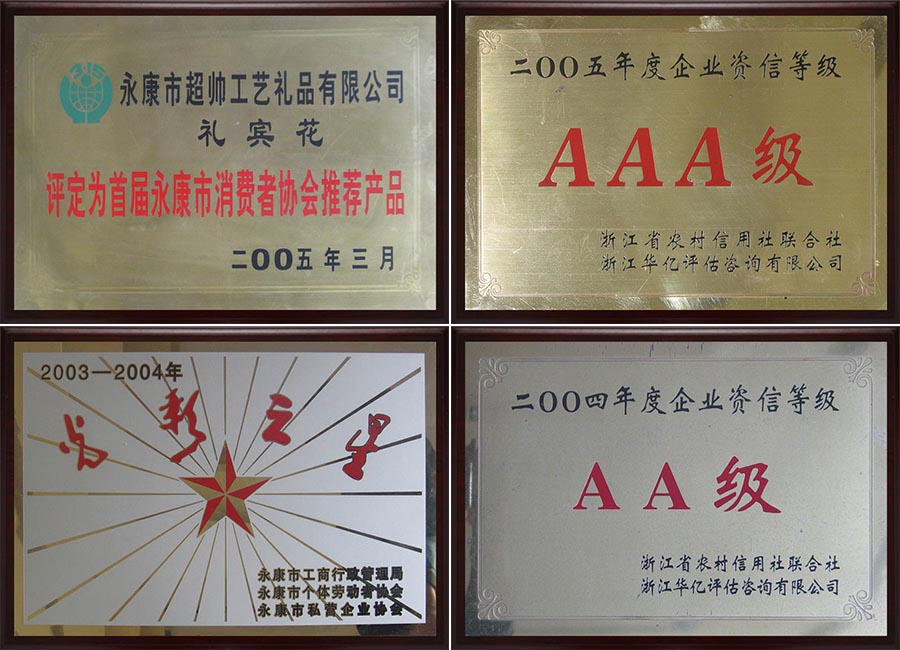 永康市超帅工艺礼品有限公司
礼宾花
评定为首届永康市消费者协会推荐产品
二OO五年三月
二OO五年度企业资信等级
AAA级
浙江省农村信用社联合社
浙江华亿评估咨询有限公司
2003—2004年
光彩之星
永康市工商行政管理局
永康市个体劳动者协会
永康市私营企业协会
二OO四年度企业资信等级
AA级
浙江省农村信用社联合社
浙江华亿评估咨询有限公司